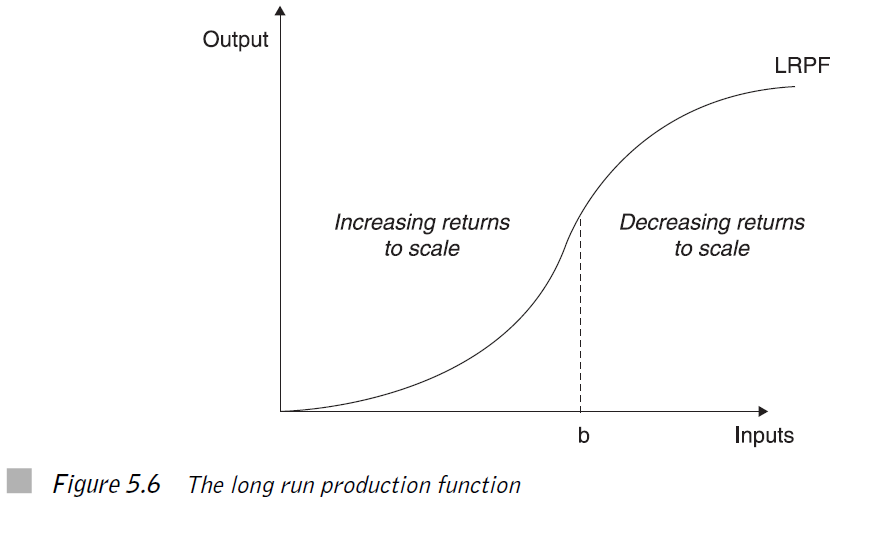 Output
LRPF
Increasing returns
to scale
Decreasing returns
to scale
b
Inputs
Figure 5.6 The long run production function